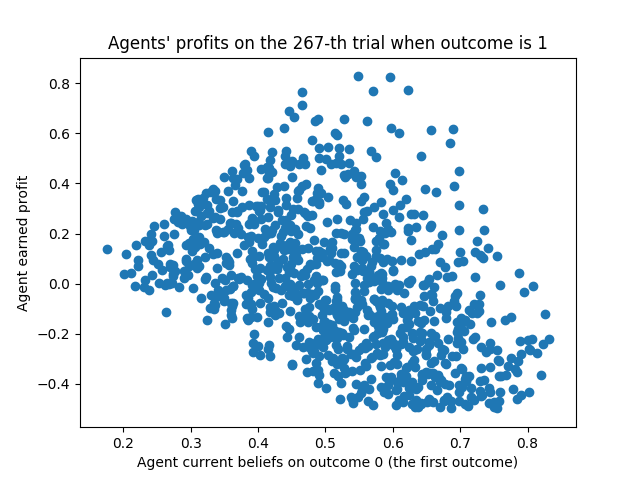 Agents' profits on the 267-th trial when outcome is 1
Agent earned profit
0.8
0.6
0.4
0.2
0.0
−0.2
−0.4
0.2 0.3 0.4 0.5 0.6 0.7 0.8
Agent current beliefs on outcome 0 (the first outcome)